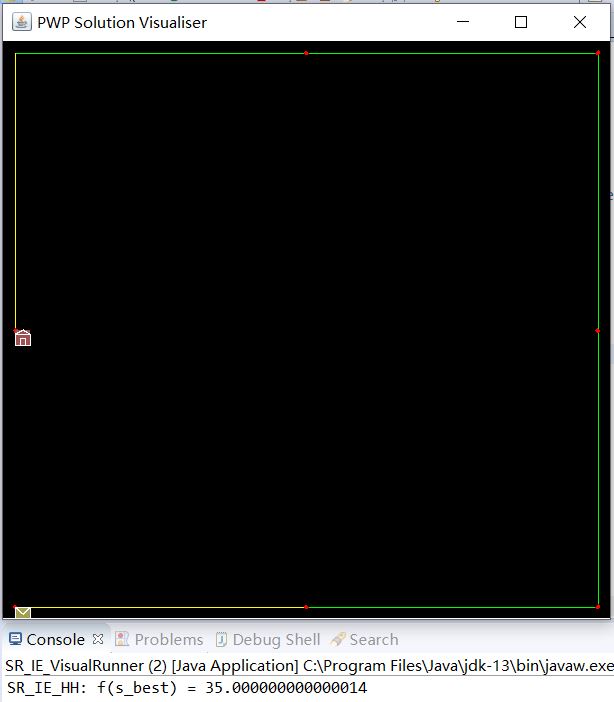 PWP Solution Visualiser
Console Problems Debug Shell Search
SR_IE_VisualRunner (2) [Java Application] C:\Program Files\Java\jdk-13\bin\javaw.exe
SR_IE_HH: f(s_best) = 35.000000000000014